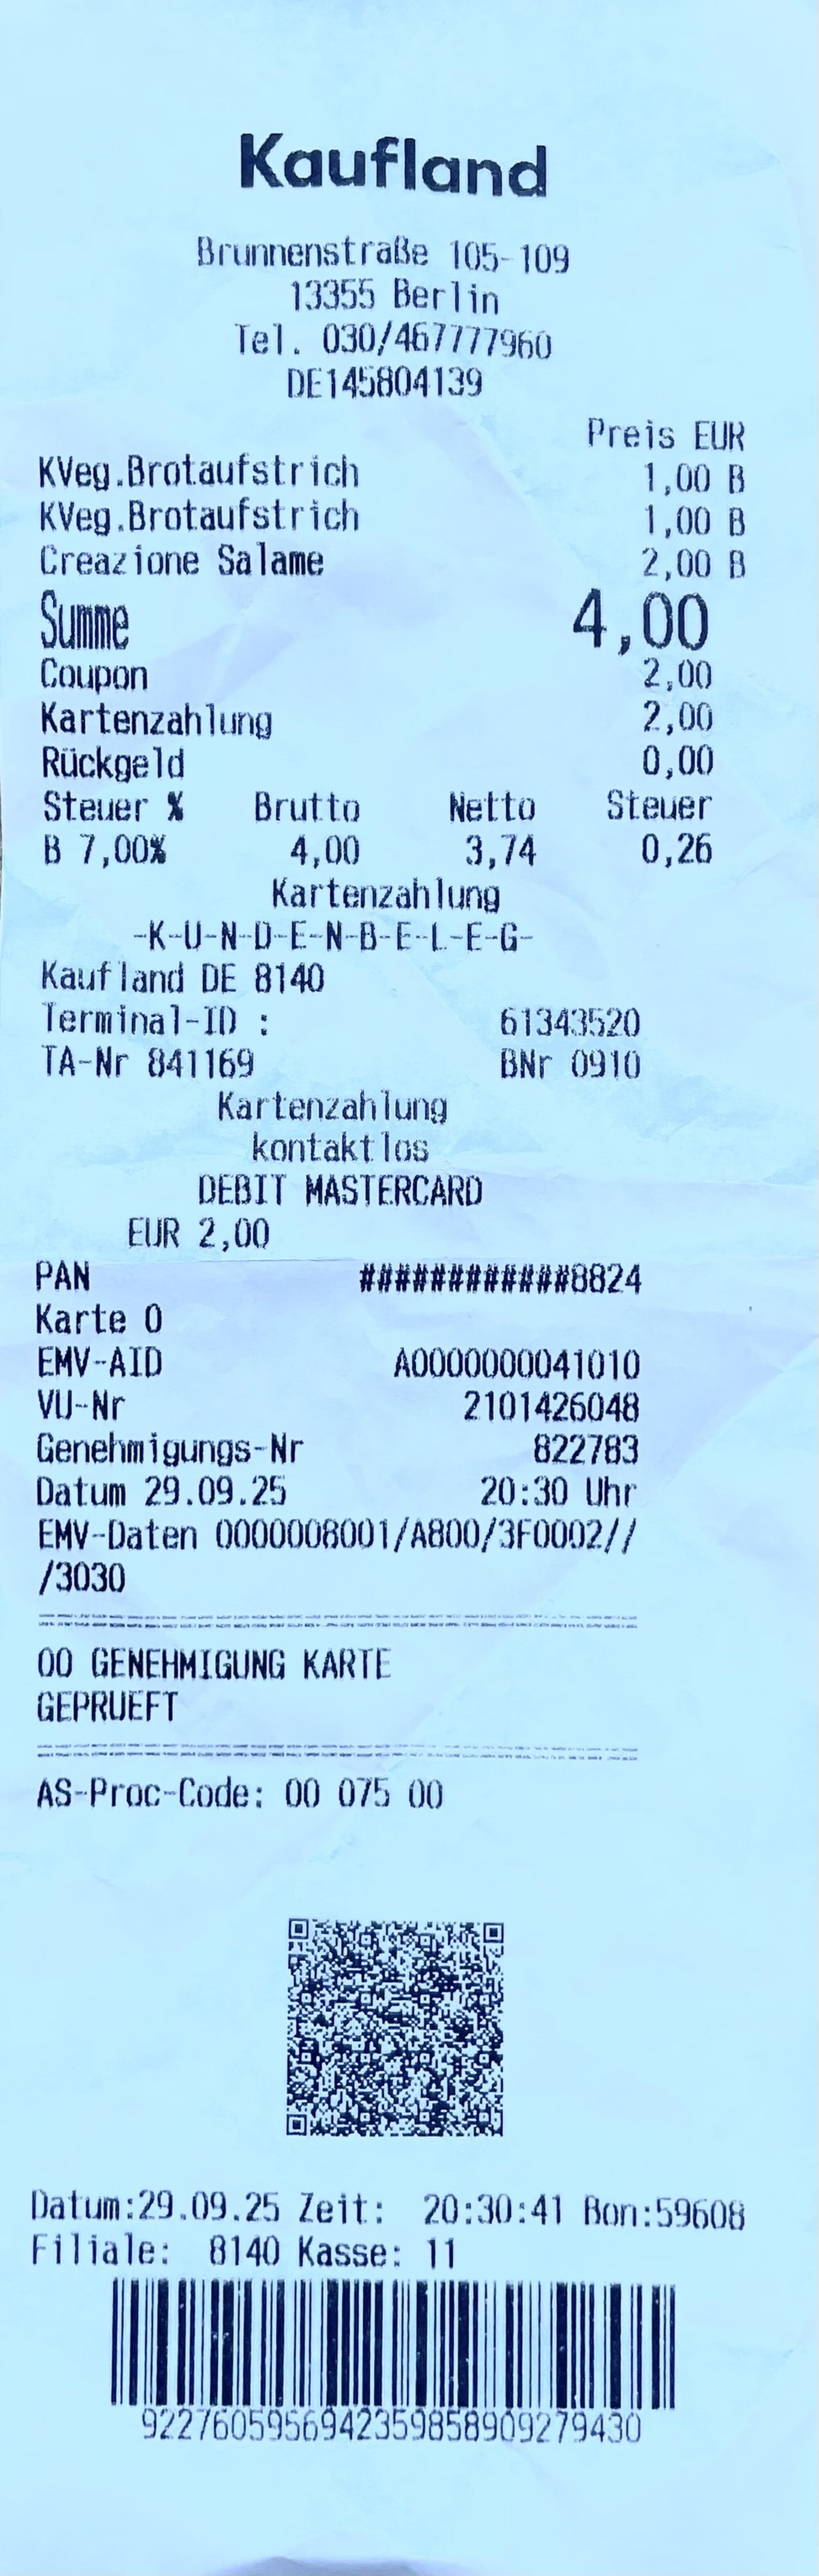 Kaufland
Brunnenstraße 105-109
13355 Berlin
Tel. 030/467777960
DE145804139
Preis EUR
KVeg.Brotaufstrich 1,00 B
KVeg.Brotaufstrich 1,00 B
Creazione Salame 2,00 B
Summe 4,00
Coupon 2,00
Kartenzahlung 2,00
Rückgeld 0,00
Steuer % Brutto Netto Steuer
B 7,00% 4,00 3,74 0,26
Kartenzahlung
-K-U-N-D-E-N-B-E-L-E-G-
Kaufland DE 8140
Terminal-ID : 61343520
TA-Nr 841169 BNr 0910
Kartenzahlung
kontaktlos
DEBIT MASTERCARD
EUR 2,00
PAN ############8824
Karte 0
EMV-AID A0000000041010
VU-Nr 2101426048
Genehmigungs-Nr 822783
Datum 29.09.25 20:30 Uhr
EMV-Daten 0000008001/A800/3F0002//
/3030
00 GENEHMIGUNG KARTE
GEPRUEFT
AS-Proc-Code: 00 075 00
Datum:29.09.25 Zeit: 20:30:41 Bon:59608
Filiale: 8140 Kasse: 11
9227605956942359858909279430